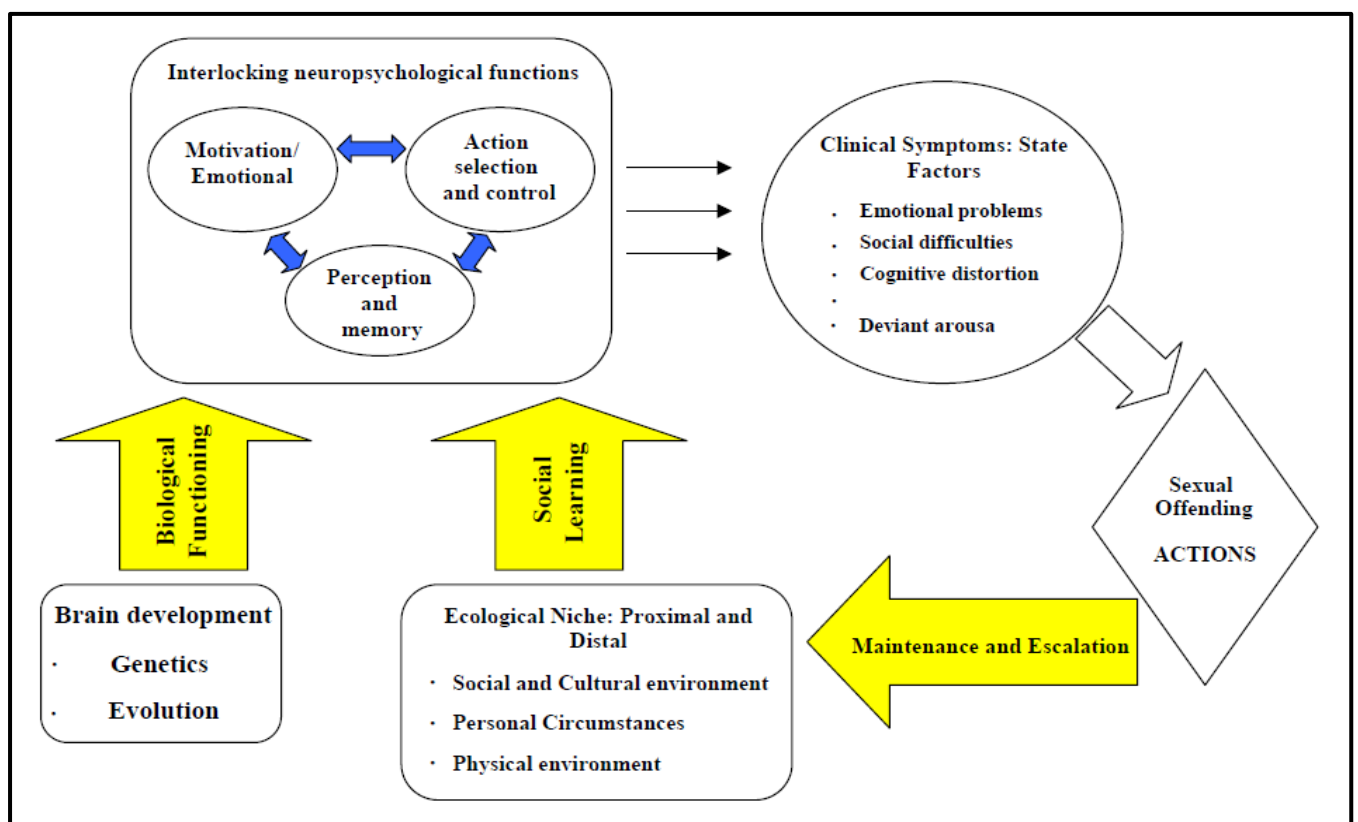 Interlocking neuropsychological functions
Motivation/
Emotional
Action
selection
and control
Perception
and
memory
Clinical Symptoms: State
Factors
. Emotional problems
· Social difficulties
· Cognitive distortion
·
· Deviant arousa
Biological
Functioning
Social
Learning
Sexual
Offending
ACTIONS
Brain development
· Genetics
· Evolution
Ecological Niche: Proximal and
Distal
· Social and Cultural environment
· Personal Circumstances
· Physical environment
Maintenance and Escalation